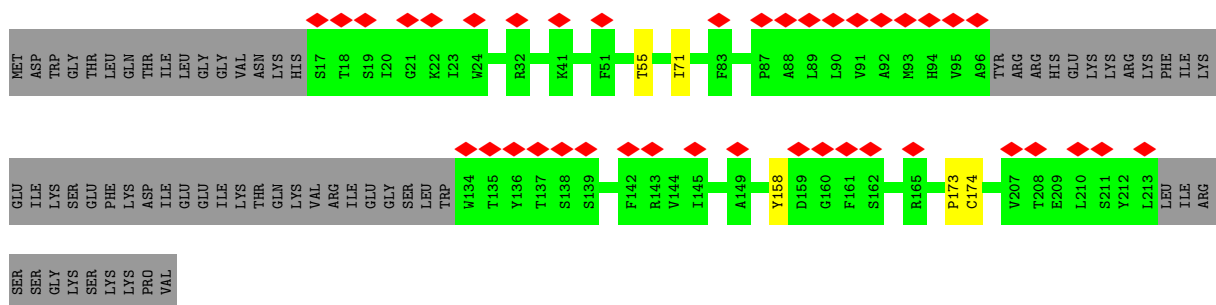 MET ASP TRP GLY THR LEU GLN THR ILE LEU GLY GLY VAL ASN LYS HIS S17 T18 S19 I20 G21 K22 I23 W24 R32 K41 F51 T55 I71 F83 P87 A88 L89 L90 V91 A92 M93 H94 V95 A96 TYR ARG ARG HIS GLU LYS LYS ARG LYS PHE ILE LYS
GLU ILE LYS SER GLU PHE LYS ASP ILE GLU GLU ILE LYS THR GLN LYS VAL ARG ILE GLU GLY SER LEU TRP W134 T135 Y136 T137 S138 S139 F142 R143 V144 I145 A149 Y158 D159 G160 F161 S162 R165 P173 C174 V207 T208 E209 L210 S211 Y212 L213 LEU ILE ARG
SER SER GLY LYS SER LYS LYS PRO VAL